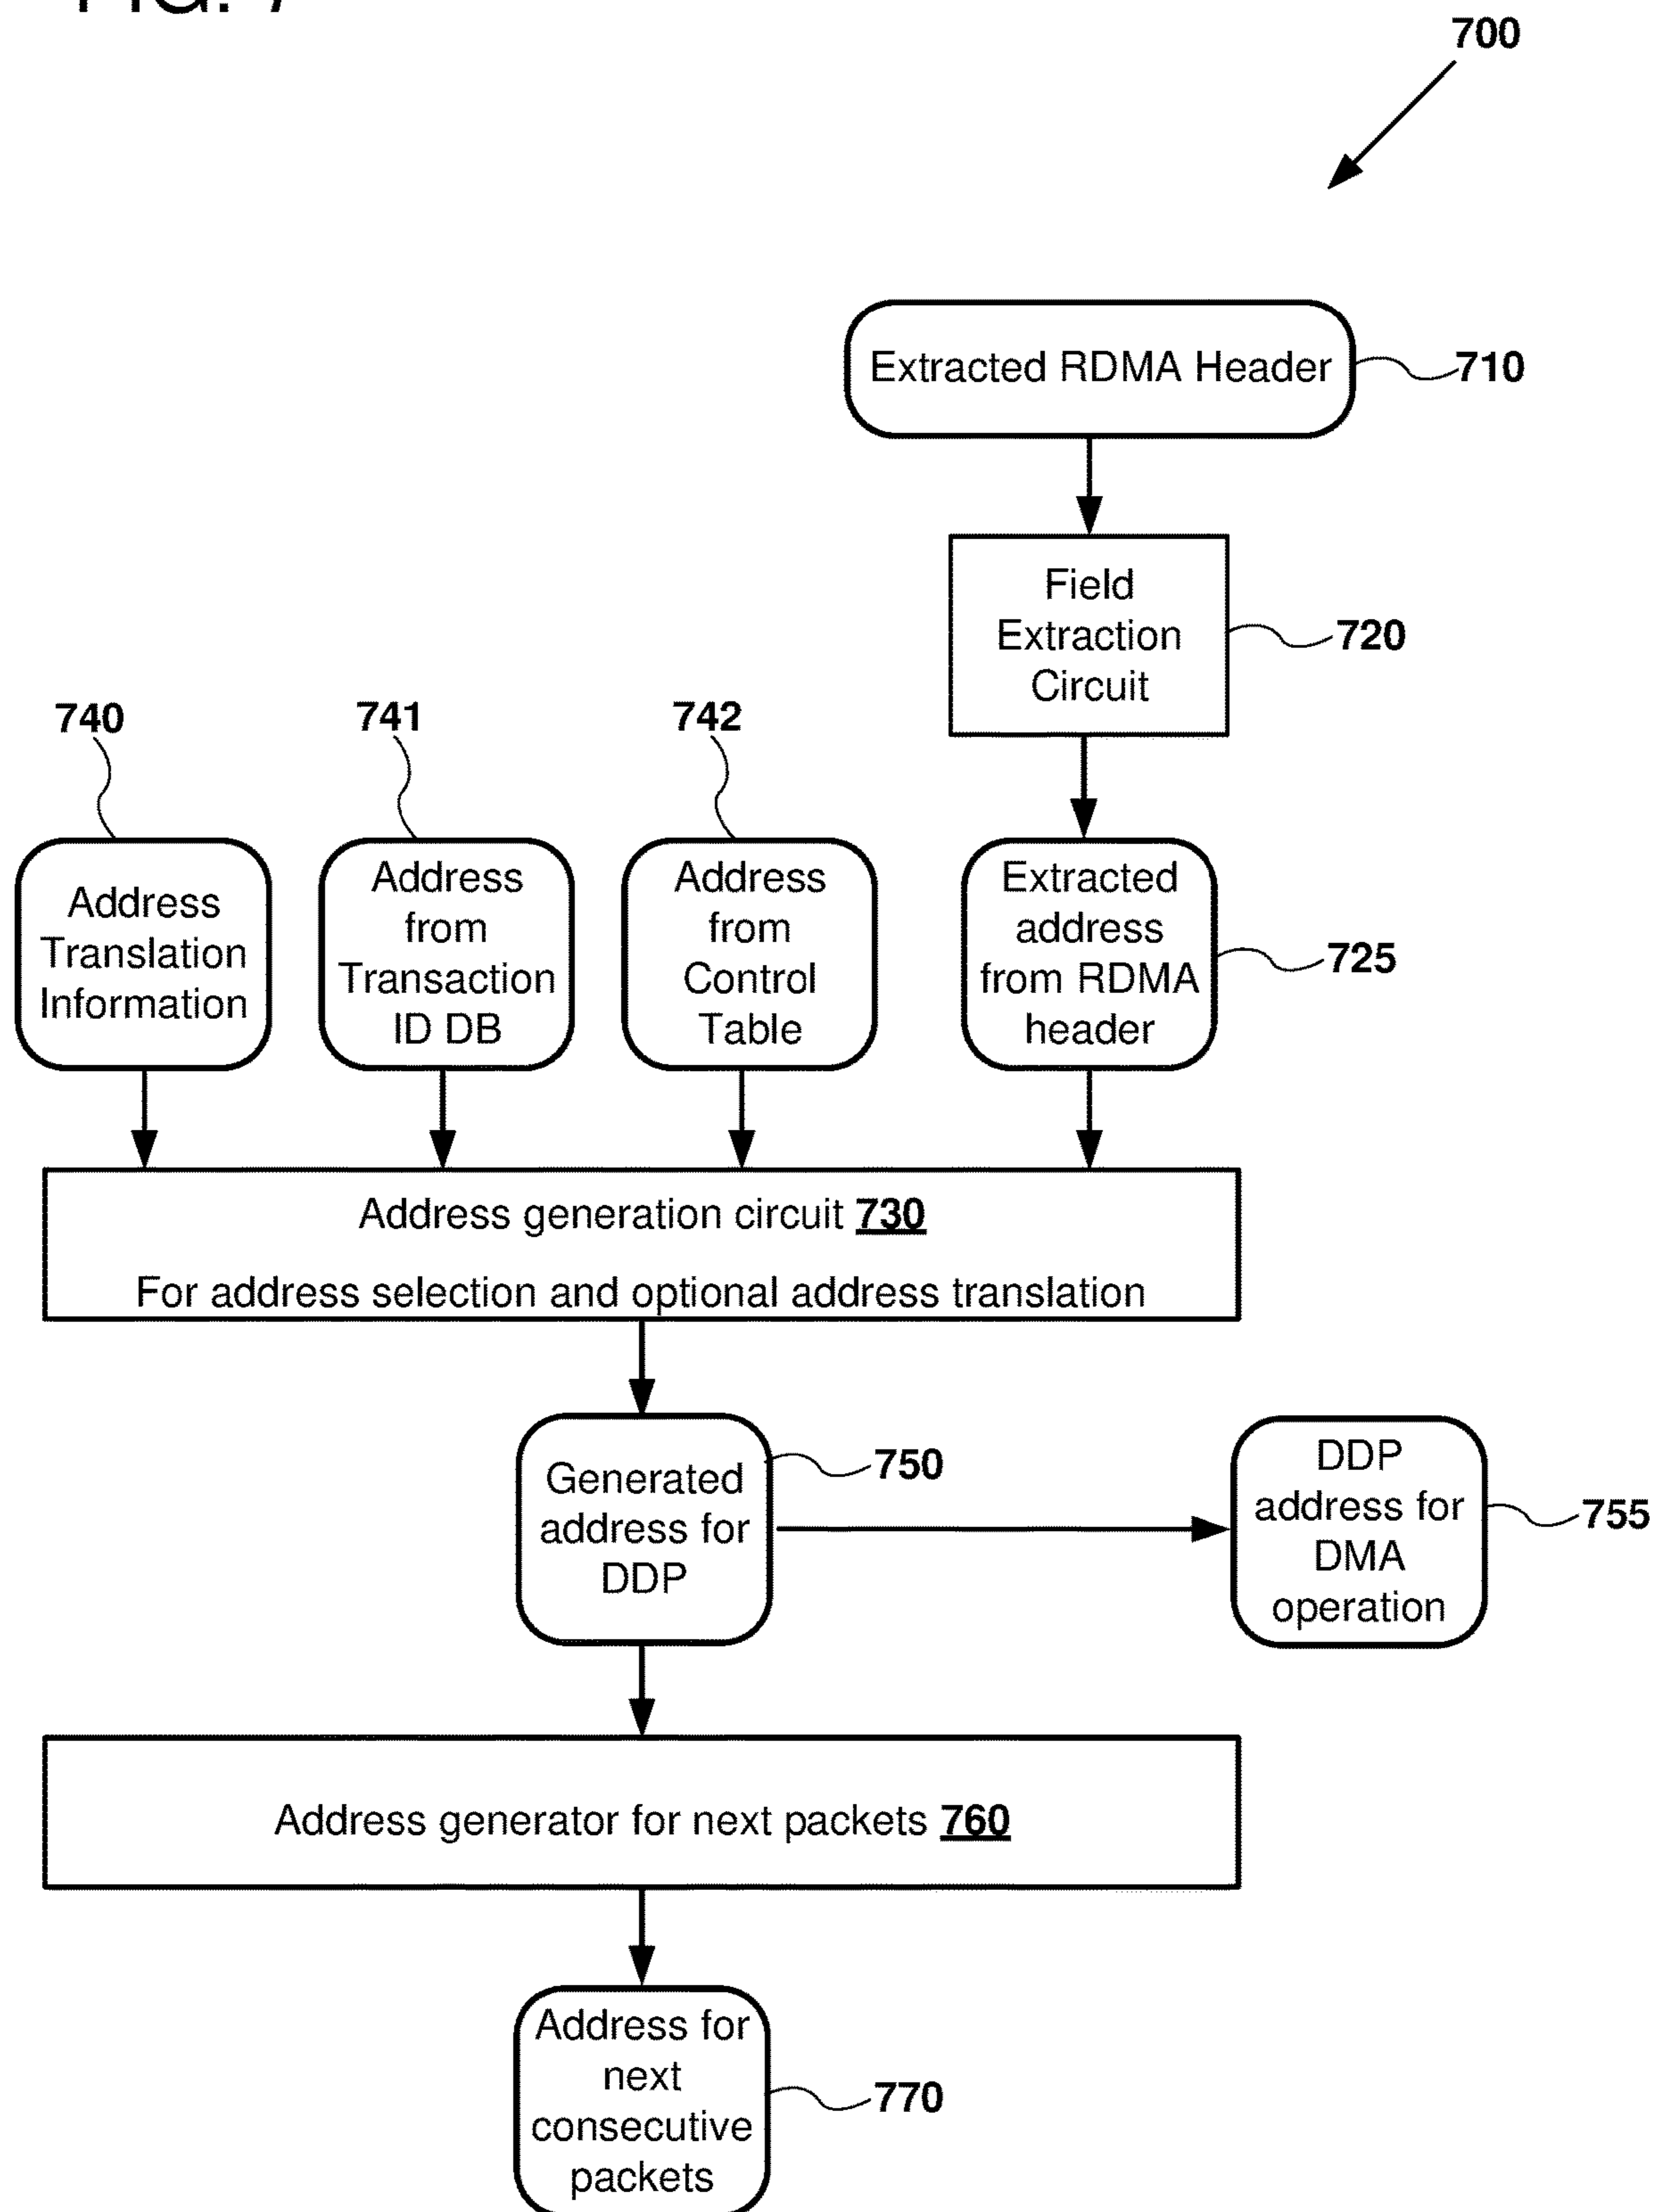 FIG. 7
700
Extracted RDMA Header
710
Field
Extraction
Circuit
720
740
741
742
Address
Translation
Information
Address
from
Transaction
ID DB
Address
from
Control
Table
Extracted
address
from RDMA
header
725
Address generation circuit 730
For address selection and optional address translation
Generated
address for
DDP
750
DDP
address for
DMA
operation
755
Address generator for next packets 760
Address for
next
consecutive
packets
770